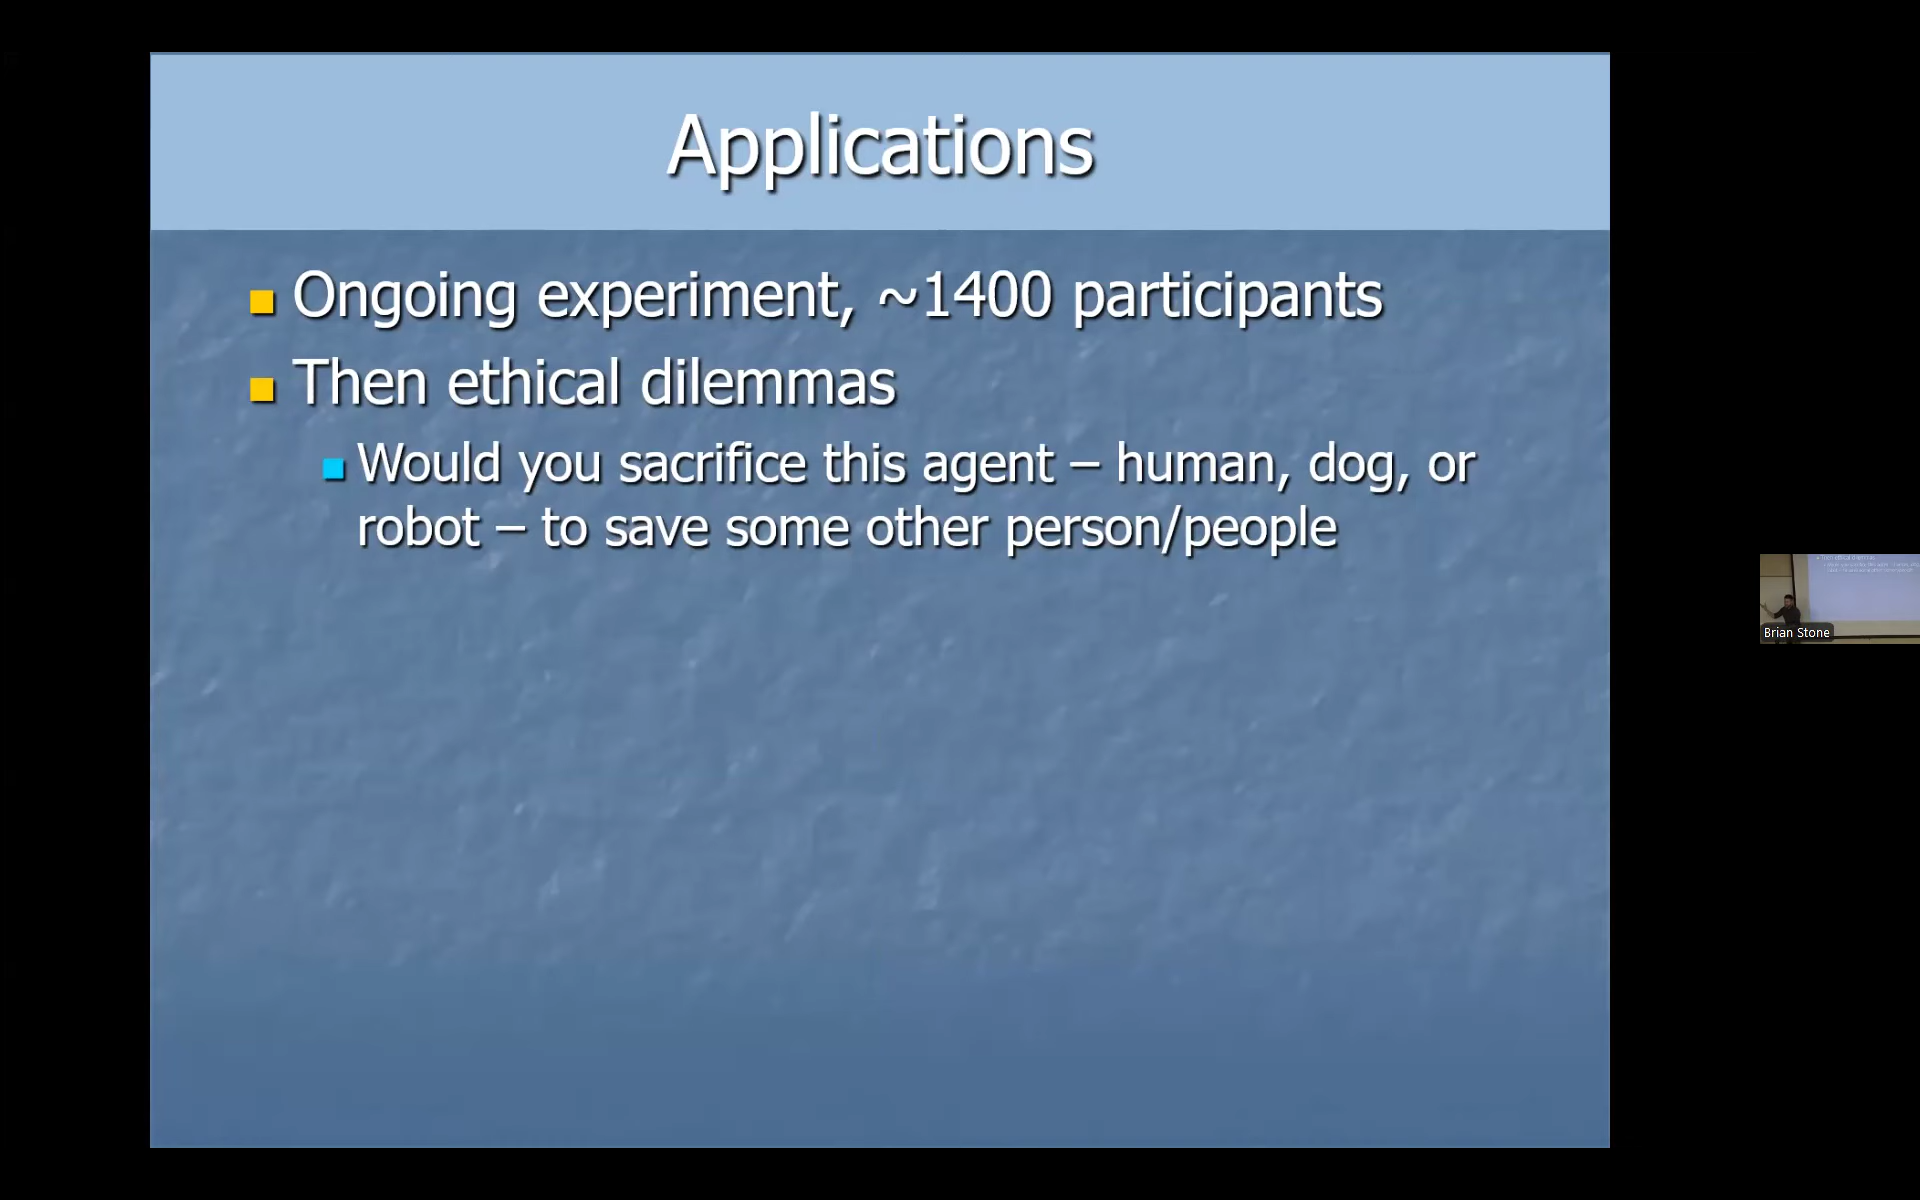 Applications
Ongoing experiment, ~1400 participants
Then ethical dilemmas
Would you sacrifice this agent – human, dog, or
robot – to save some other person/people
Brian Stone